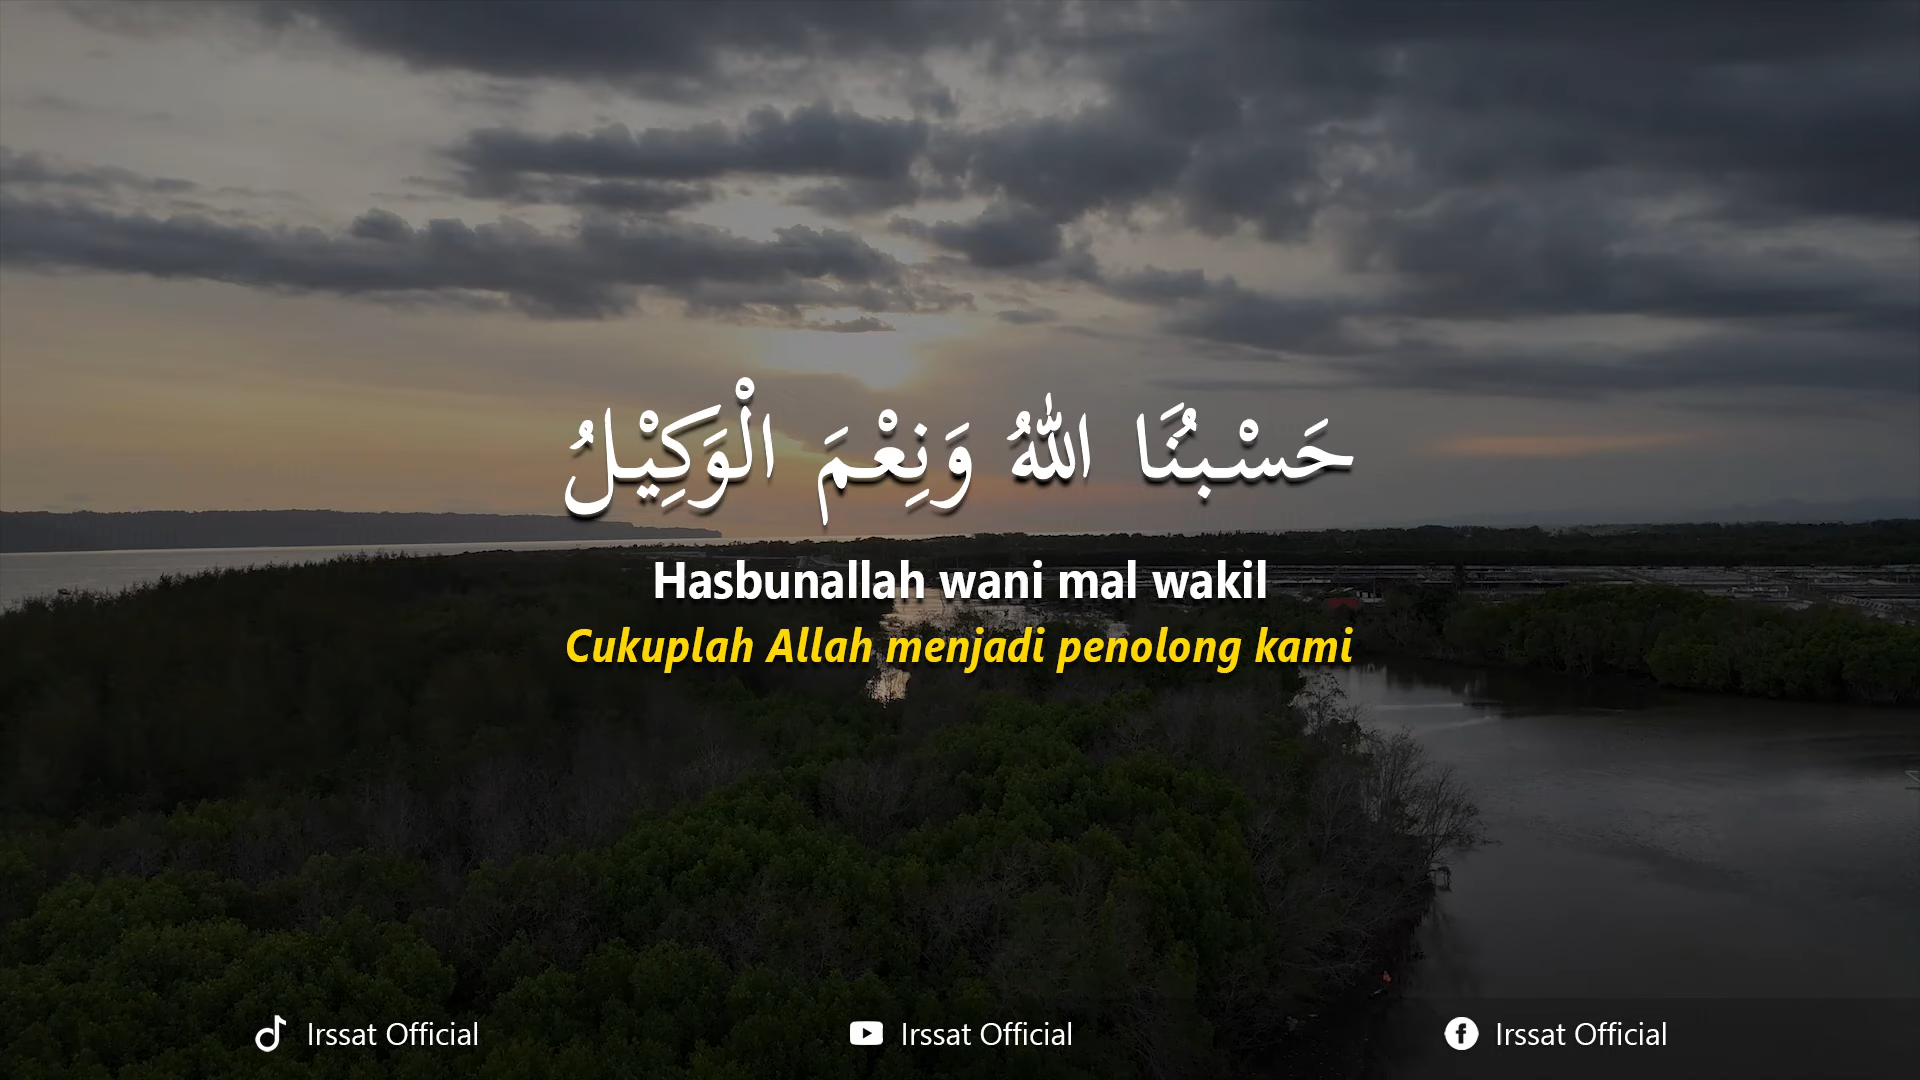 حَسْبُنَا اللّٰهُ وَنِعْمَ الْوَكِيْلُ
Hasbunallah wani mal wakil
Cukuplah Allah menjadi penolong kami
Irssat Official
Irssat Official
Irssat Official